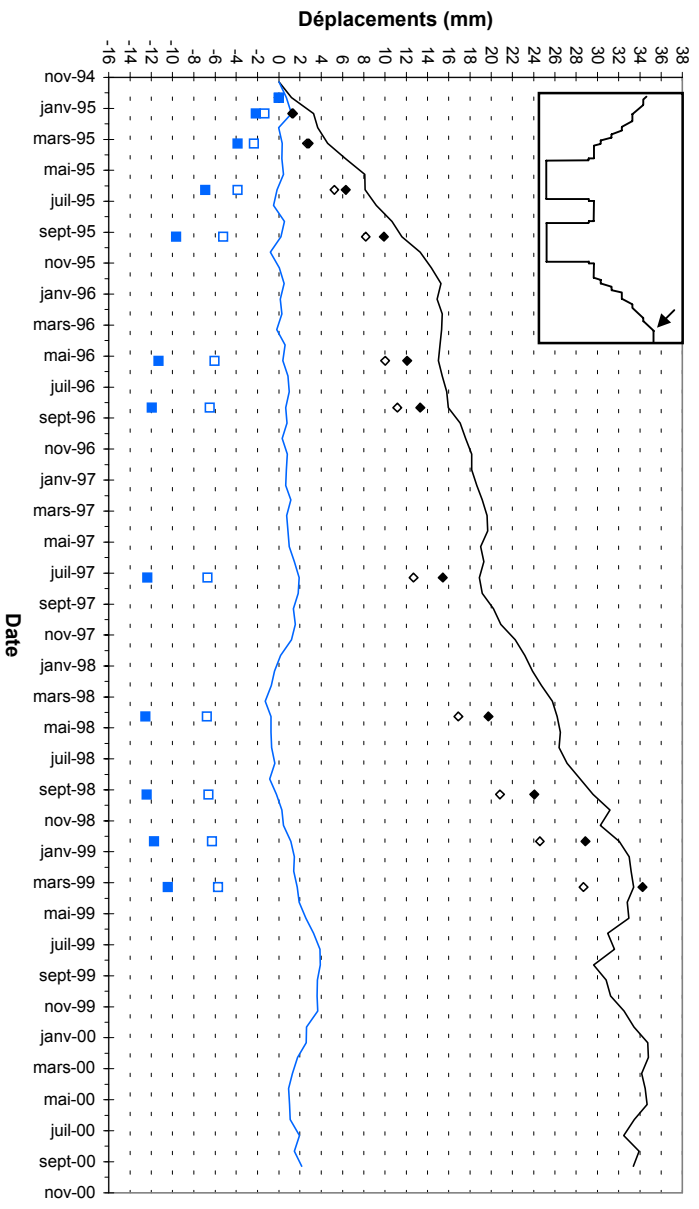 Déplacements (mm)
-16 -14 -12 -10 -8 -6 -4 -2 0 2 4 6 8 10 12 14 16 18 20 22 24 26 28 30 32 34 36 38
nov-94
janv-95
mars-95
mai-95
juil-95
sept-95
nov-95
janv-96
mars-96
mai-96
juil-96
sept-96
nov-96
janv-97
mars-97
mai-97
juil-97
sept-97
nov-97
janv-98
mars-98
mai-98
juil-98
sept-98
nov-98
janv-99
mars-99
mai-99
juil-99
sept-99
nov-99
janv-00
mars-00
mai-00
juil-00
sept-00
nov-00
Date